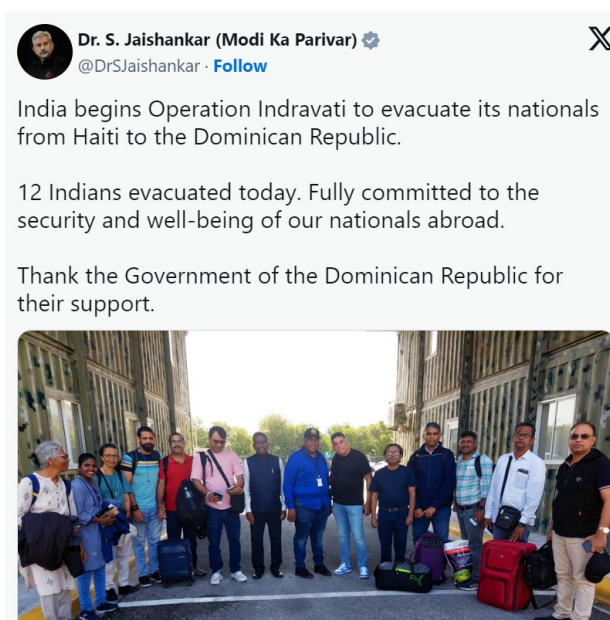 Dr. S. Jaishankar (Modi Ka Parivar)
@DrSJaishankar · Follow
India begins Operation Indravati to evacuate its nationals
from Haiti to the Dominican Republic.
12 Indians evacuated today. Fully committed to the
security and well-being of our nationals abroad.
Thank the Government of the Dominican Republic for
their support.